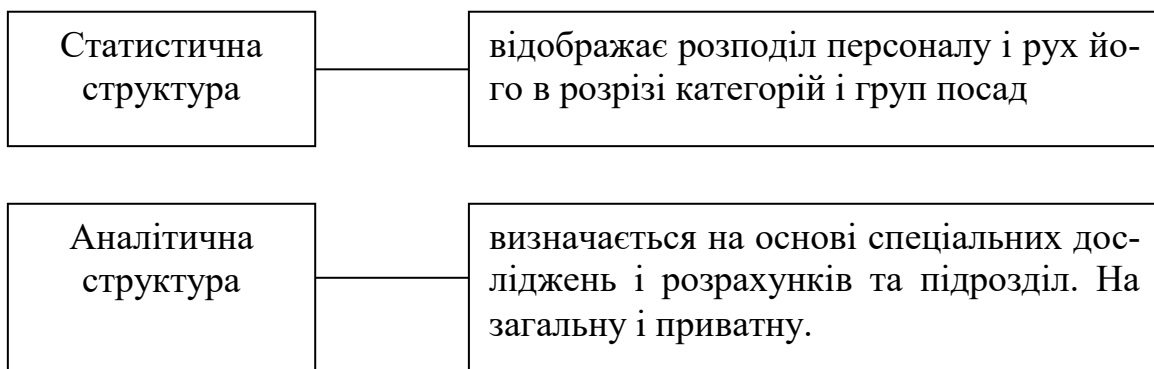 Статистична
структура
відображає розподіл персоналу і рух йо-
го в розрізі категорій і груп посад
Аналітична
структура
визначається на основі спеціальних дос-
ліджень і розрахунків та підрозділ. На
загальну і приватну.